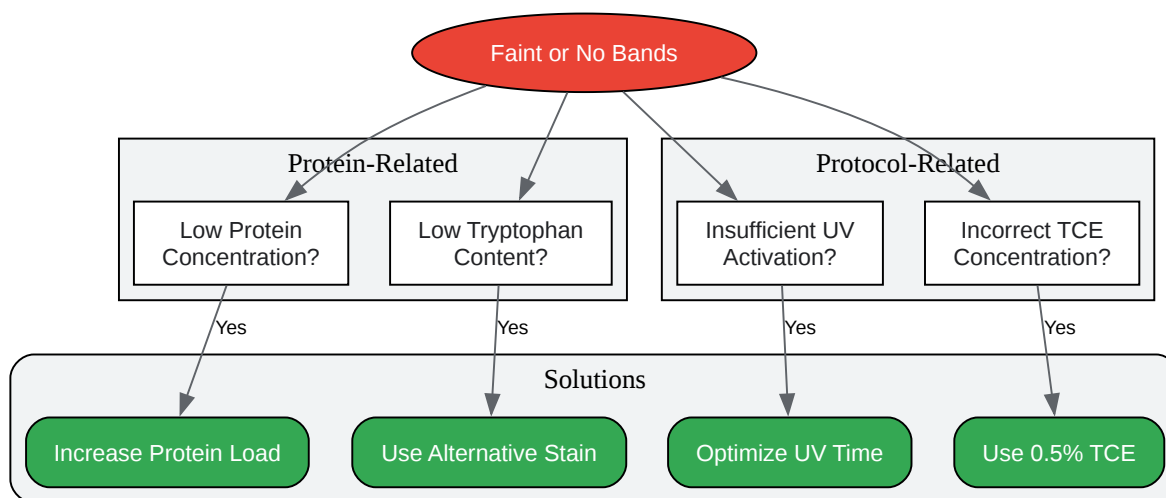 Faint or No Bands
Protein-Related
Protocol-Related
Low Protein
Concentration?
Low Tryptophan
Content?
Insufficient UV
Activation?
Incorrect TCE
Concentration?
Yes
Yes
Yes
Yes
Solutions
Increase Protein Load
Use Alternative Stain
Optimize UV Time
Use 0.5% TCE